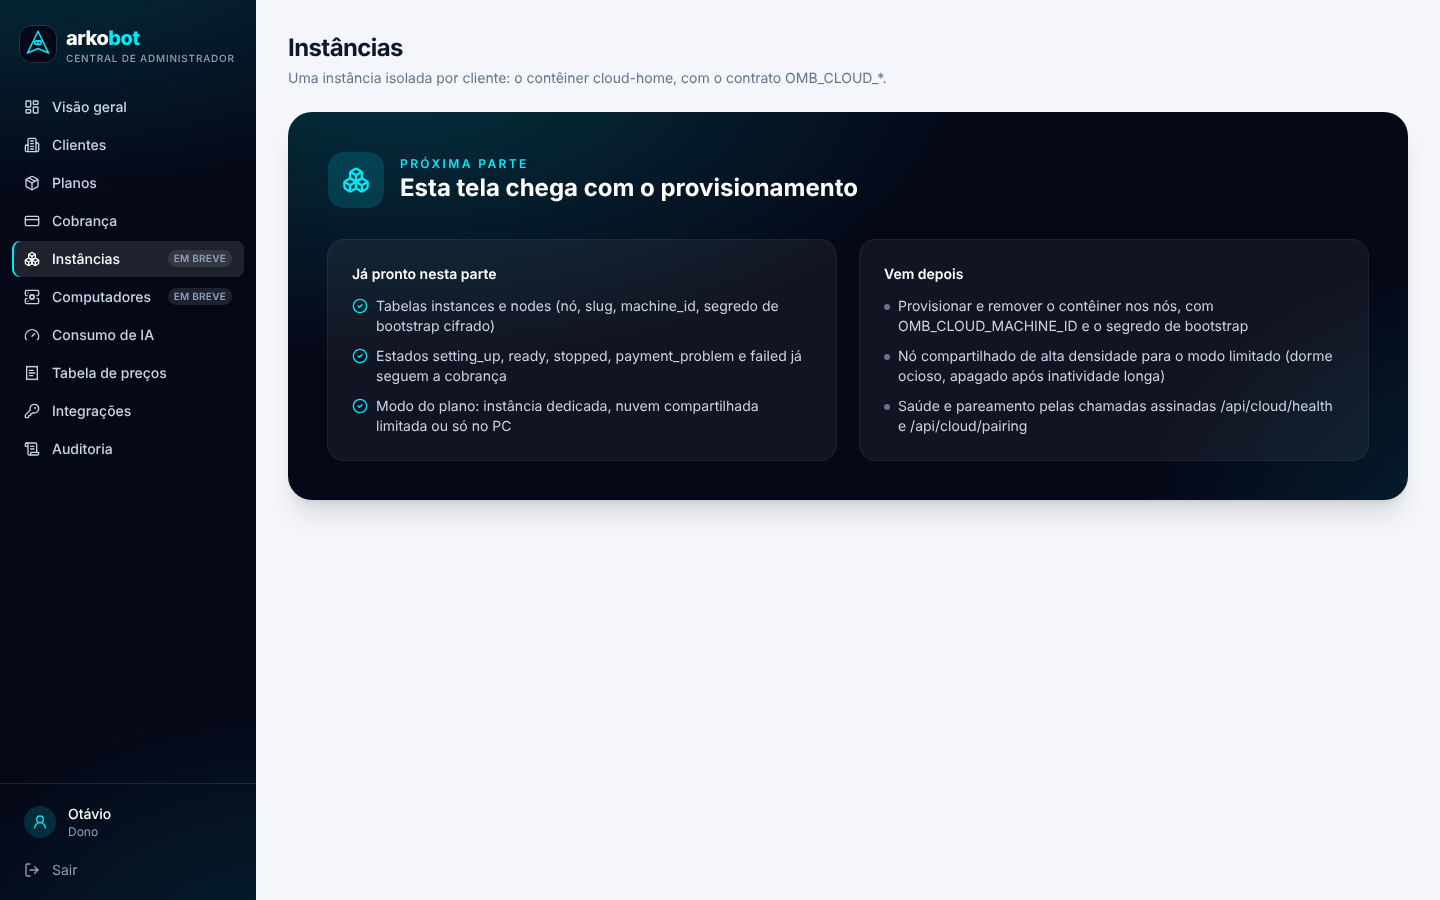 arkobot
CENTRAL DE ADMINISTRADOR
Visão geral
Clientes
Planos
Cobrança
Instâncias EM BREVE
Computadores EM BREVE
Consumo de IA
Tabela de preços
Integrações
Auditoria
Otávio
Dono
Sair
Instâncias
Uma instância isolada por cliente: o contêiner cloud-home, com o contrato OMB_CLOUD_*.
PRÓXIMA PARTE
Esta tela chega com o provisionamento
Já pronto nesta parte
Tabelas instances e nodes (nó, slug, machine_id, segredo de
bootstrap cifrado)
Estados setting_up, ready, stopped, payment_problem e failed já
seguem a cobrança
Modo do plano: instância dedicada, nuvem compartilhada
limitada ou só no PC
Vem depois
Provisionar e remover o contêiner nos nós, com
OMB_CLOUD_MACHINE_ID e o segredo de bootstrap
Nó compartilhado de alta densidade para o modo limitado (dorme
ocioso, apagado após inatividade longa)
Saúde e pareamento pelas chamadas assinadas /api/cloud/health
e /api/cloud/pairing